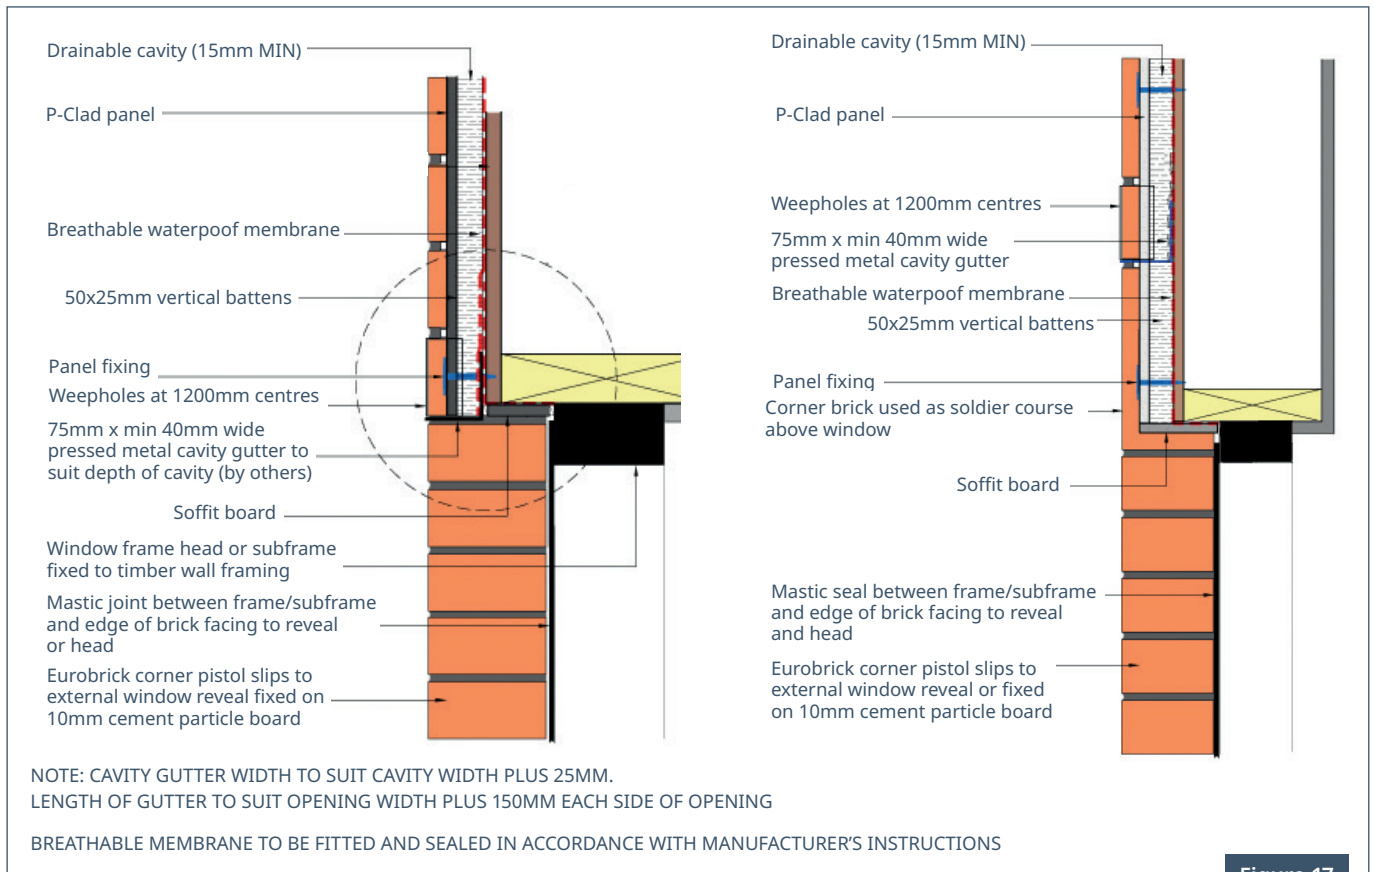 Drainable cavity (15mm MIN)
P-Clad panel
Breathable waterpoof membrane
50x25mm vertical battens
Panel fixing
Weepholes at 1200mm centres
75mm x min 40mm wide
pressed metal cavity gutter to
suit depth of cavity (by others)
Soffit board
Window frame head or subframe
fixed to timber wall framing
Mastic joint between frame/subframe
and edge of brick facing to reveal
or head
Eurobrick corner pistol slips to
external window reveal fixed on
10mm cement particle board
Drainable cavity (15mm MIN)
P-Clad panel
Weepholes at 1200mm centres
75mm x min 40mm wide
pressed metal cavity gutter
Breathable waterpoof membrane
50x25mm vertical battens
Panel fixing
Corner brick used as soldier course
above window
Soffit board
Mastic seal between frame/subframe
and edge of brick facing to reveal
and head
Eurobrick corner pistol slips to
external window reveal or fixed
on 10mm cement particle board
NOTE: CAVITY GUTTER WIDTH TO SUIT CAVITY WIDTH PLUS 25MM.
LENGTH OF GUTTER TO SUIT OPENING WIDTH PLUS 150MM EACH SIDE OF OPENING
BREATHABLE MEMBRANE TO BE FITTED AND SEALED IN ACCORDANCE WITH MANUFACTURER'S INSTRUCTIONS
Figure 17